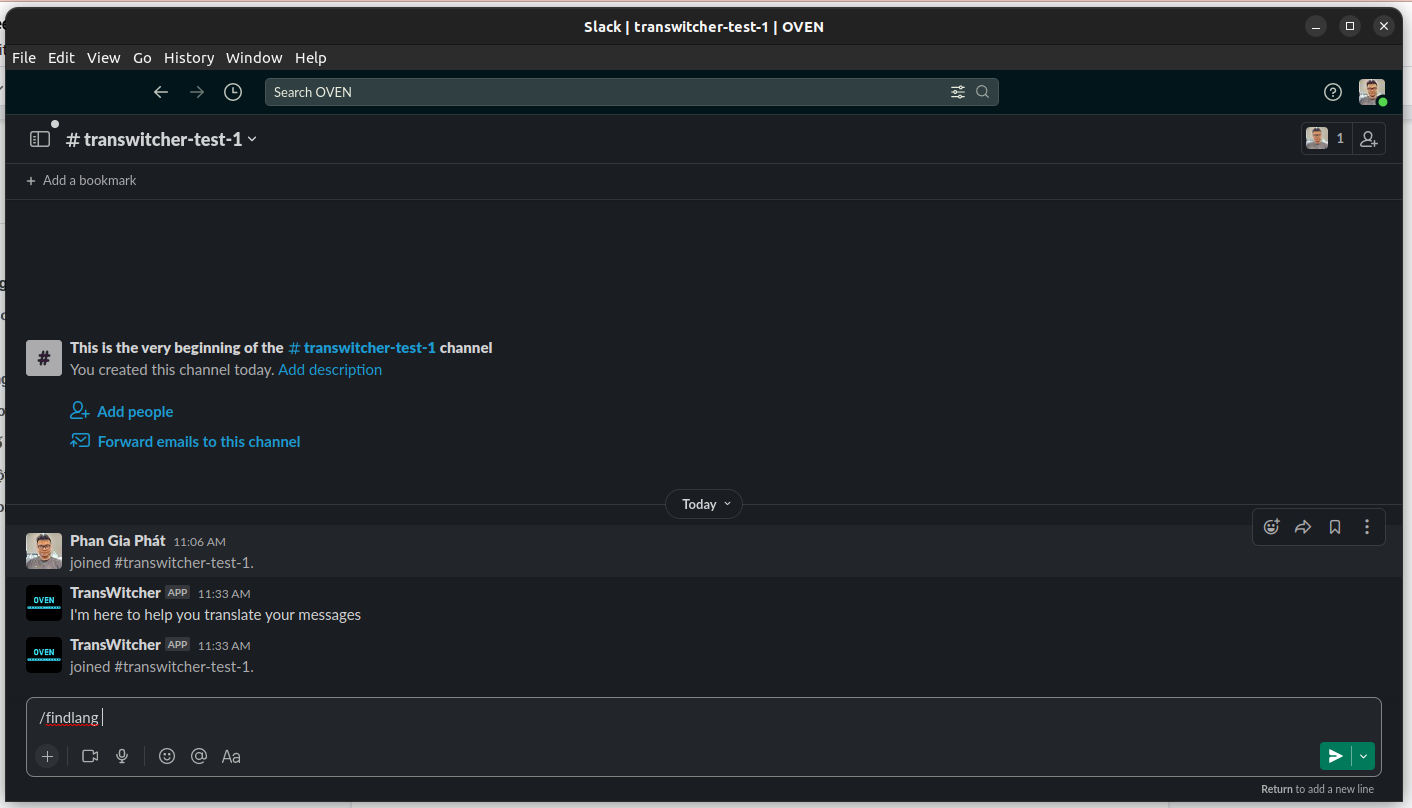 Slack | transwitcher-test-1 | OVEN
File Edit View Go History Window Help
Search OVEN
# transwitcher-test-1
1
+ Add a bookmark
# This is the very beginning of the # transwitcher-test-1 channel
You created this channel today. Add description
Add people
Forward emails to this channel
Today
Phan Gia Phát 11:06 AM
joined #transwitcher-test-1.
OVEN
TransWitcher APP 11:33 AM
I'm here to help you translate your messages
OVEN
TransWitcher APP 11:33 AM
joined #transwitcher-test-1.
/findlang
Aa
Return to add a new line